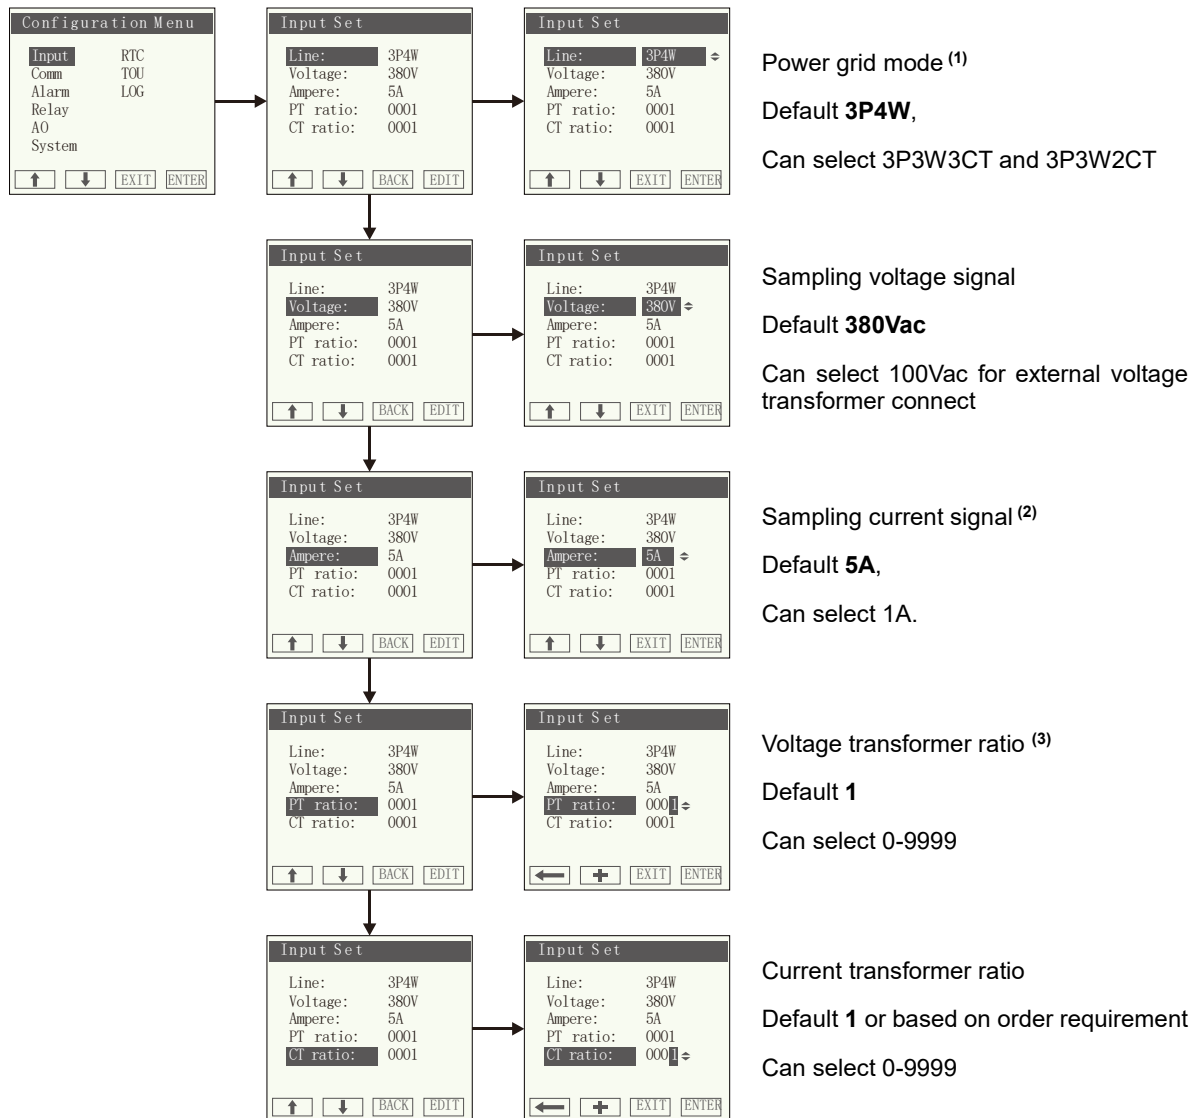 Configuration Menu
Input RTC
Comm TOU
Alarm LOG
Relay
AO
System
EXIT ENTER
Input Set
Line: 3P4W
Voltage: 380V
Ampere: 5A
PT ratio: 0001
CT ratio: 0001
BACK EDIT
Input Set
Line: 3P4W
Voltage: 380V
Ampere: 5A
PT ratio: 0001
CT ratio: 0001
EXIT ENTER
Power grid mode (1)
Default 3P4W,
Can select 3P3W3CT and 3P3W2CT
Input Set
Line: 3P4W
Voltage: 380V
Ampere: 5A
PT ratio: 0001
CT ratio: 0001
BACK EDIT
Input Set
Line: 3P4W
Voltage: 380V
Ampere: 5A
PT ratio: 0001
CT ratio: 0001
EXIT ENTER
Sampling voltage signal
Default 380Vac
Can select 100Vac for external voltage
transformer connect
Input Set
Line: 3P4W
Voltage: 380V
Ampere: 5A
PT ratio: 0001
CT ratio: 0001
BACK EDIT
Input Set
Line: 3P4W
Voltage: 380V
Ampere: 5A
PT ratio: 0001
CT ratio: 0001
EXIT ENTER
Sampling current signal (2)
Default 5A,
Can select 1A.
Input Set
Line: 3P4W
Voltage: 380V
Ampere: 5A
PT ratio: 0001
CT ratio: 0001
BACK EDIT
Input Set
Line: 3P4W
Voltage: 380V
Ampere: 5A
PT ratio: 0001
CT ratio: 0001
EXIT ENTER
Voltage transformer ratio (3)
Default 1
Can select 0-9999
Input Set
Line: 3P4W
Voltage: 380V
Ampere: 5A
PT ratio: 0001
CT ratio: 0001
BACK EDIT
Input Set
Line: 3P4W
Voltage: 380V
Ampere: 5A
PT ratio: 0001
CT ratio: 0001
EXIT ENTER
Current transformer ratio
Default 1 or based on order requirement
Can select 0-9999